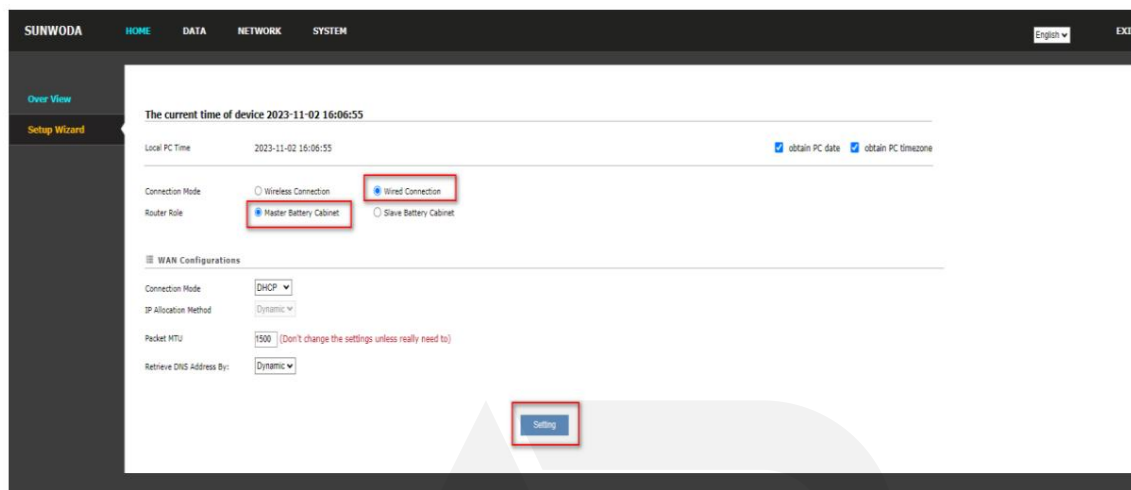 SUNWODA HOME DATA NETWORK SYSTEM English EXI
Over View
Setup Wizard
The current time of device 2023-11-02 16:06:55
Local PC Time 2023-11-02 16:06:55 obtain PC date obtain PC timezone
Connection Mode Wireless Connection Wired Connection
Router Role Master Battery Cabinet Slave Battery Cabinet
WAN Configurations
Connection Mode DHCP
IP Allocation Method Dynamic
Packet MTU 1500 (Don't change the settings unless really need to)
Retrieve DNS Address By: Dynamic
Setting